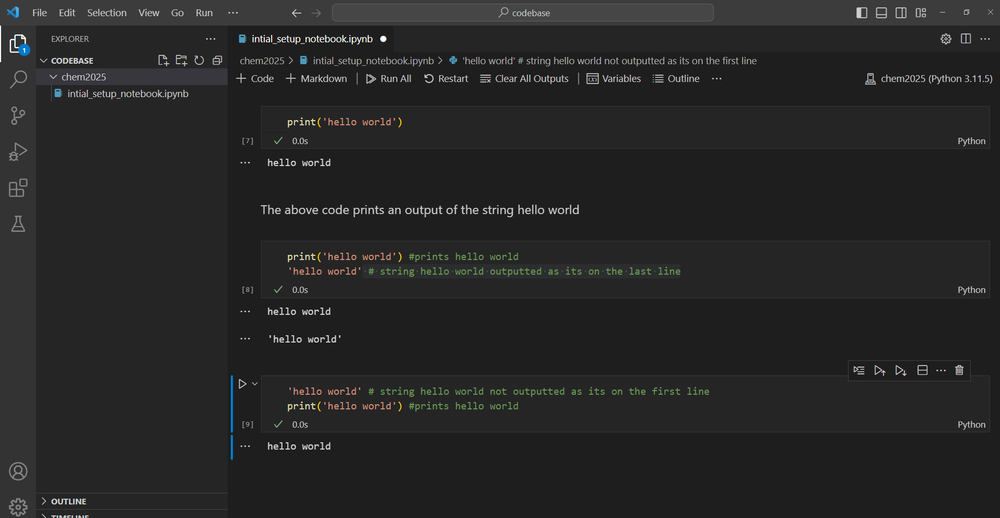 File Edit Selection View Go Run ···
codebase
EXPLORER
CODEBASE
chem2025
intial_setup_notebook.ipynb
1
OUTLINE
TIMELINE
intial_setup_notebook.ipynb
chem2025 > intial_setup_notebook.ipynb > 'hello world' # string hello world not outputted as its on the first line
+ Code + Markdown | Run All Restart Clear All Outputs | Variables Outline ··· chem2025 (Python 3.11.5)
print('hello world')
[7] 0.0s Python
hello world
The above code prints an output of the string hello world
print('hello world') #prints hello world
'hello world' # string hello world outputted as its on the last line
[8] 0.0s Python
hello world
'hello world'
'hello world' # string hello world not outputted as its on the first line
print('hello world') #prints hello world
[9] 0.0s Python
hello world